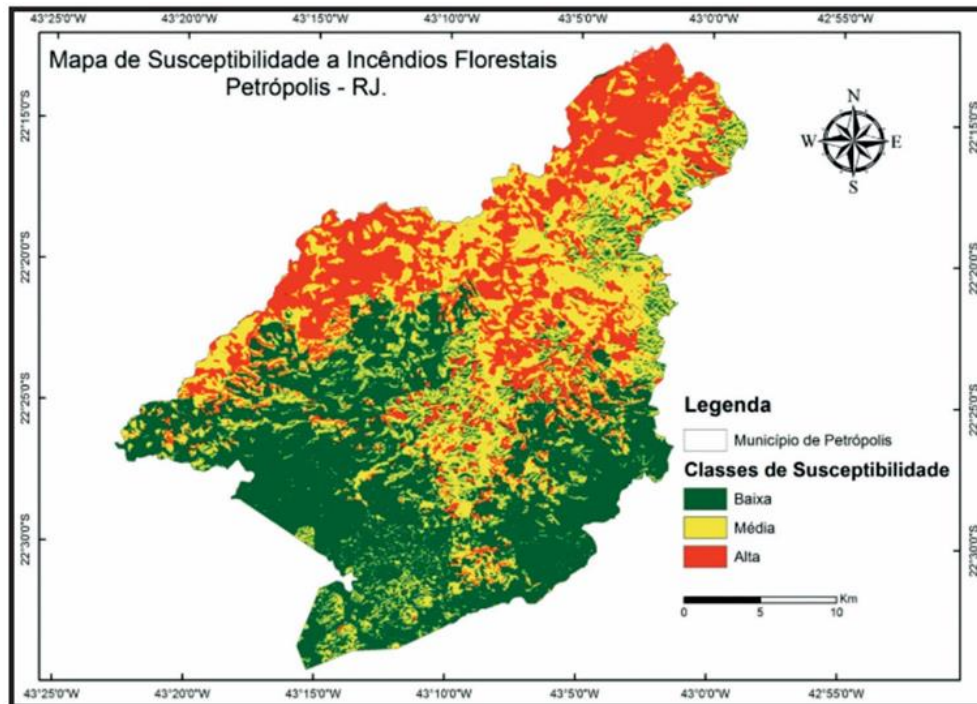 43°25'0"W 43°20'0"W 43°15'0"W 43°10'0"W 43°5'0"W 43°0'0"W 42°55'0"W
Mapa de Susceptibilidade a Incêndios Florestais
Petrópolis - RJ.
N
W E
S
22°15'0"S 22°15'0"S
22°20'0"S 22°20'0"S
22°25'0"S 22°25'0"S
22°30'0"S 22°30'0"S
Legenda
Município de Petrópolis
Classes de Susceptibilidade
Baixa
Média
Alta
Km
0 5 10
43°25'0"W 43°20'0"W 43°15'0"W 43°10'0"W 43°5'0"W 43°0'0"W 42°55'0"W